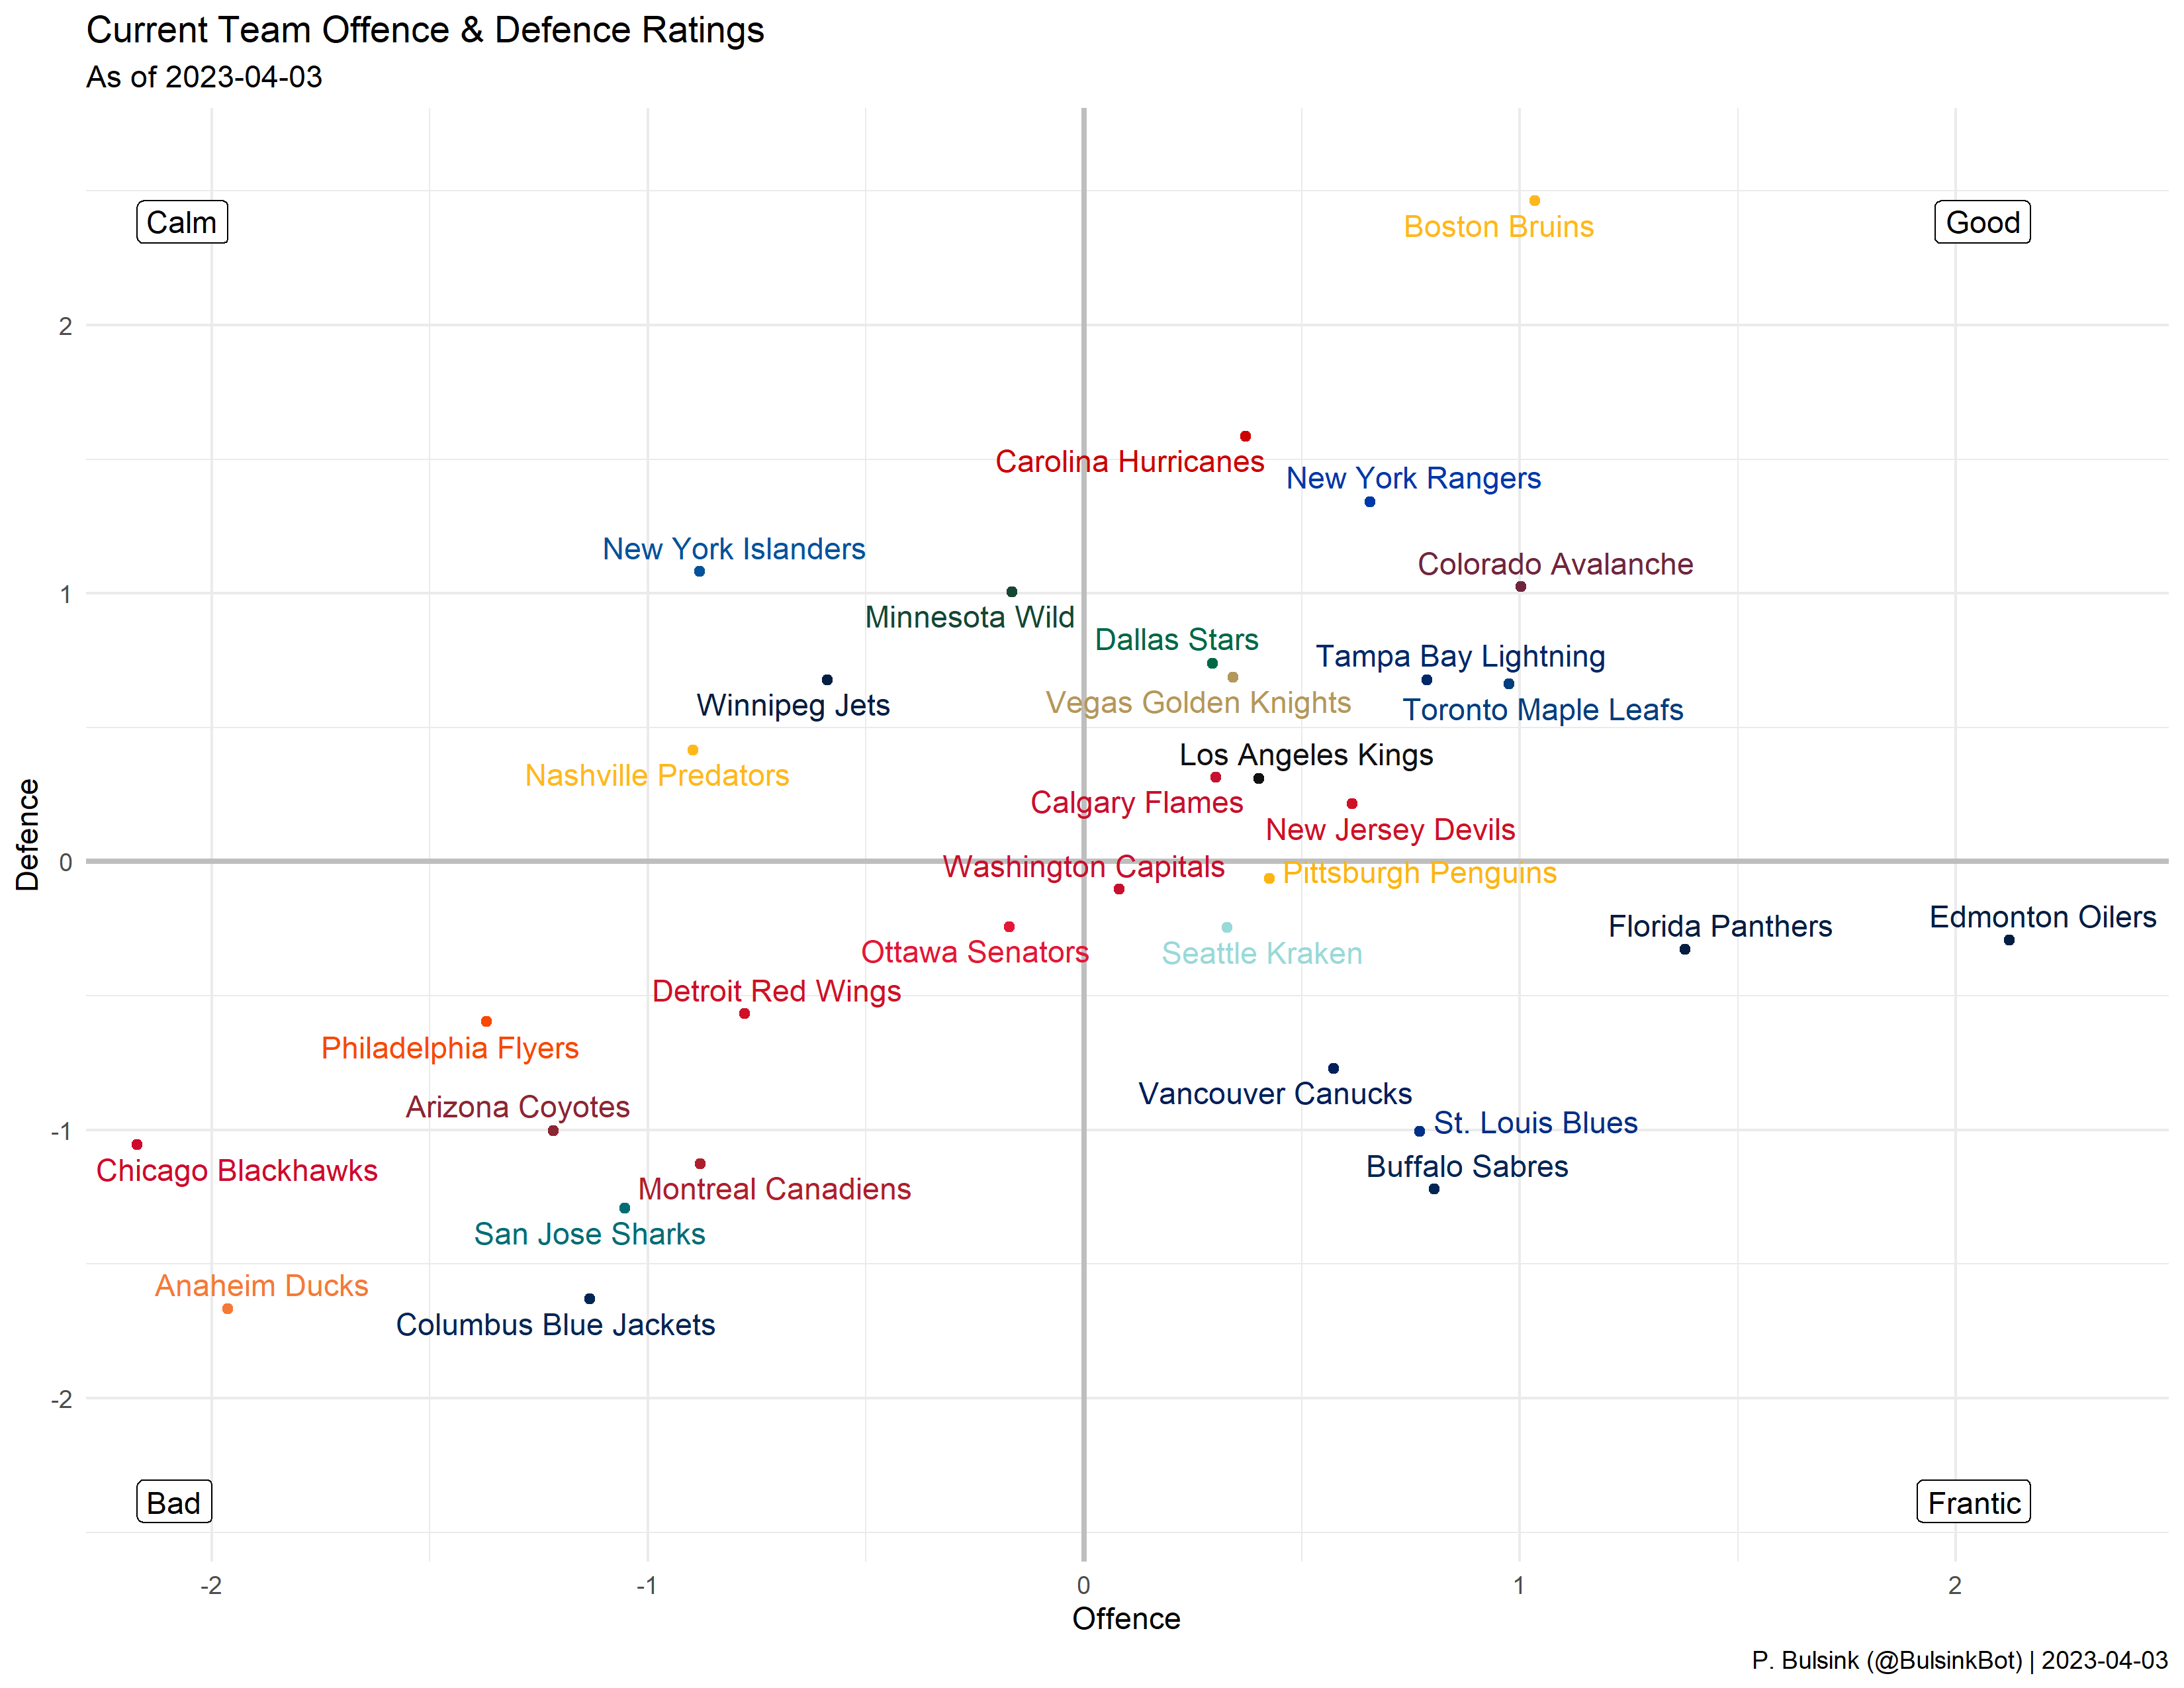 Current Team Offence & Defence Ratings
As of 2023-04-03
Calm
Good
Boston Bruins
2
Carolina Hurricanes
New York Rangers
New York Islanders
Colorado Avalanche
1
Minnesota Wild
Dallas Stars
Tampa Bay Lightning
Winnipeg Jets
Vegas Golden Knights
Toronto Maple Leafs
Los Angeles Kings
Nashville Predators
Calgary Flames
New Jersey Devils
Defence
0
Washington Capitals
Pittsburgh Penguins
Florida Panthers
Edmonton Oilers
Ottawa Senators
Seattle Kraken
Detroit Red Wings
Philadelphia Flyers
Vancouver Canucks
Arizona Coyotes
St. Louis Blues
-1
Chicago Blackhawks
Buffalo Sabres
Montreal Canadiens
San Jose Sharks
Anaheim Ducks
Columbus Blue Jackets
-2
Bad
Frantic
-2 -1 0 1 2
Offence
P. Bulsink (@BulsinkBot) | 2023-04-03